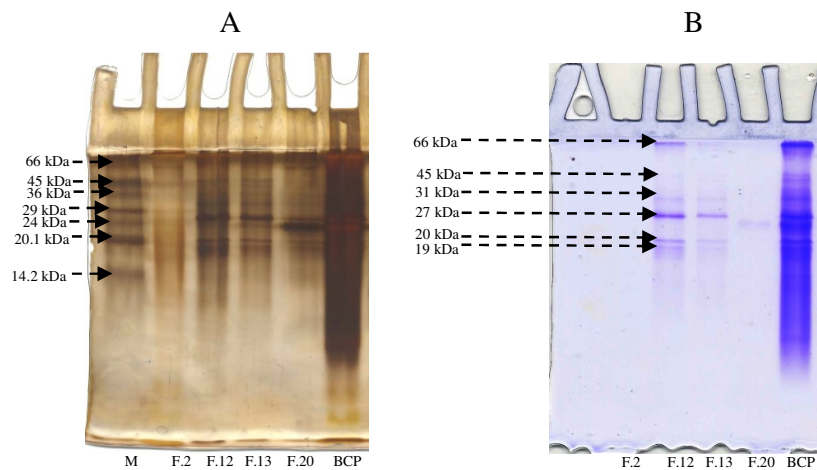 A
B
66 kDa
45 kDa
36 kDa
29 kDa
24 kDa
20.1 kDa
14.2 kDa
66 kDa
45 kDa
31 kDa
27 kDa
20 kDa
19 kDa
M F.2 F.12 F.13 F.20 BCP
F.2 F.12 F.13 F.20 BCP